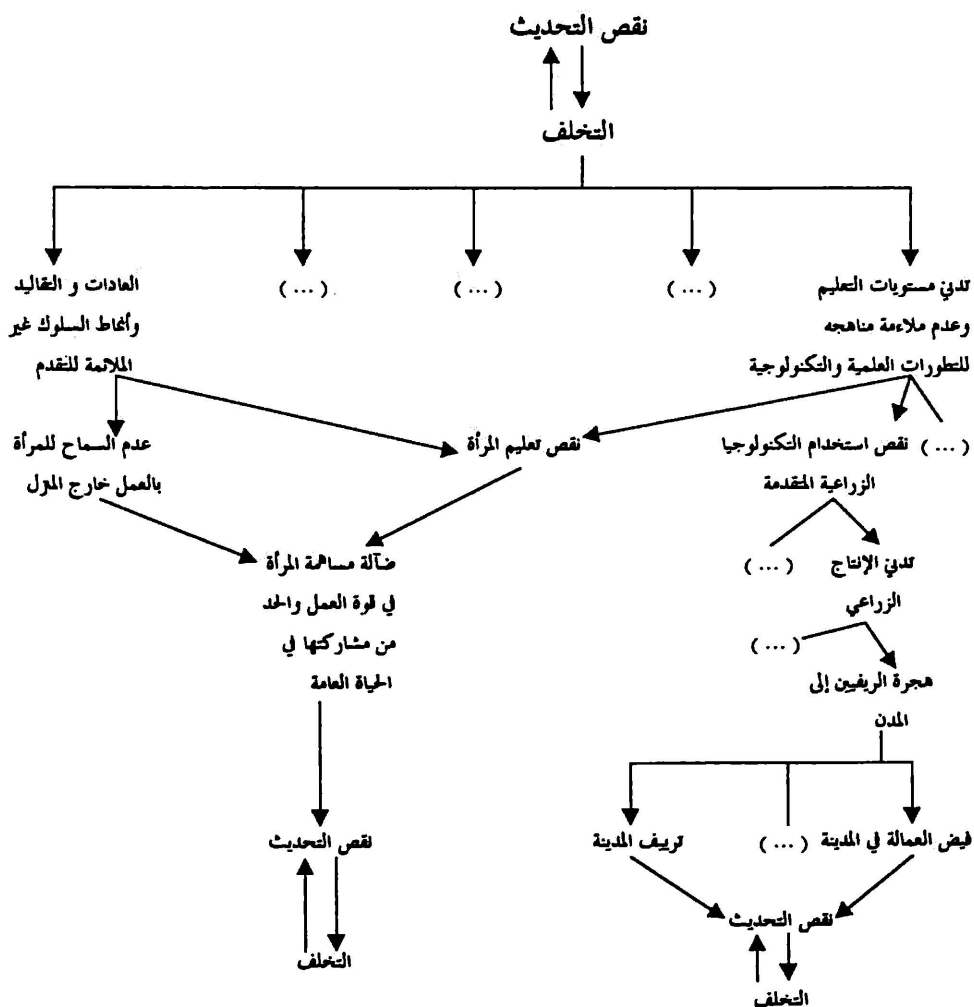 نقص التحديث
التخلف
تدني مستويات التعليم
وعدم ملاءمة مناهجه
للتطورات العلمية والتكنولوجية
( ... )
( ... )
( ... )
العادات و التقاليد
وأنماط السلوك غير
الملائمة للتقدم
( ... )
نقص استخدام التكنولوجيا
الزراعية المتقدمة
نقص تعليم المرأة
عدم السماح للمرأة
بالعمل خارج المنزل
تدني الإنتاج
الزراعي
( ... )
ضآلة مساهمة المرأة
في قوة العمل والحد
من مشاركتها في
الحياة العامة
( ... )
هجرة الريفيين إلى
المدن
فيض العمالة في المدينة
( ... )
ترييف المدينة
نقص التحديث
نقص التحديث
التخلف
التخلف